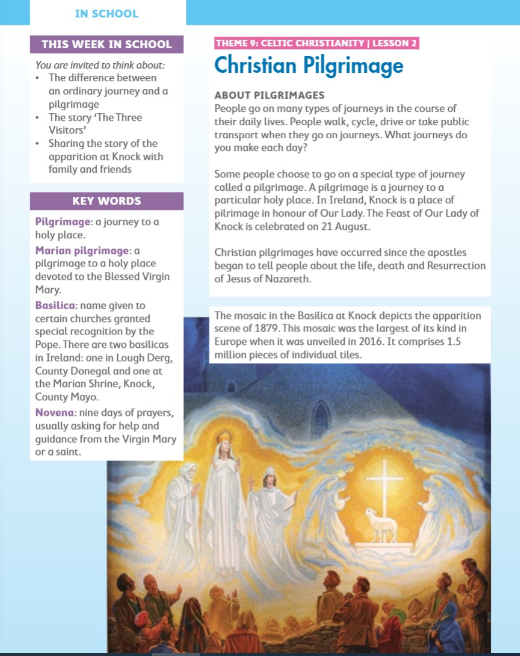 IN SCHOOL
THIS WEEK IN SCHOOL
You are invited to think about:
• The difference between
an ordinary journey and a
pilgrimage
• The story ‘The Three
Visitors’
• Sharing the story of the
apparition at Knock with
family and friends
KEY WORDS
Pilgrimage: a journey to a
holy place.
Marian pilgrimage: a
pilgrimage to a holy place
devoted to the Blessed Virgin
Mary.
Basilica: name given to
certain churches granted
special recognition by the
Pope. There are two basilicas
in Ireland: one in Lough Derg,
County Donegal and one at
the Marian Shrine, Knock,
County Mayo.
Novena: nine days of prayers,
usually asking for help and
guidance from the Virgin Mary
or a saint.
THEME 9: CELTIC CHRISTIANITY | LESSON 2
Christian Pilgrimage
ABOUT PILGRIMAGES
People go on many types of journeys in the course of
their daily lives. People walk, cycle, drive or take public
transport when they go on journeys. What journeys do
you make each day?
Some people choose to go on a special type of journey
called a pilgrimage. A pilgrimage is a journey to a
particular holy place. In Ireland, Knock is a place of
pilrimage in honour of Our Lady. The Feast of Our Lady of
Knock is celebrated on 21 August.
Christian pilgrimages have occurred since the apostles
began to tell people about the life, death and Resurrection
of Jesus of Nazareth.
The mosaic in the Basilica at Knock depicts the apparition
scene of 1879. This mosaic was the largest of its kind in
Europe when it was unveiled in 2016. It comprises 1.5
million pieces of individual tiles.